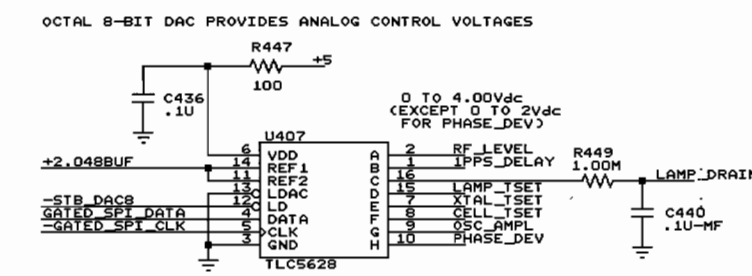 OCTAL 8-BIT DAC PROVIDES ANALOG CONTROL VOLTAGES
R447
+5
100
C436
.1U
0 TO 4.00Vdc
(EXCEPT 0 TO 2Vdc
FOR PHASE_DEV)
U407
6 VDD A 2 RF_LEVEL
+2.048BUF 14 REF1 B 1 1PPS_DELAY
11 REF2 C 16
13 LDAC D 15 LAMP_TSET
-STB_DAC8 12 LD E 7 XTAL_TSET
GATED_SPI_DATA 4 DATA F 8 CELL_TSET
-GATED_SPI_CLK 5 CLK G 9 OSC_AMPL
3 GND H 10 PHASE_DEV
TLC5628
R449
1.00M
LAMP_DRAIN
C440
.1U-MF